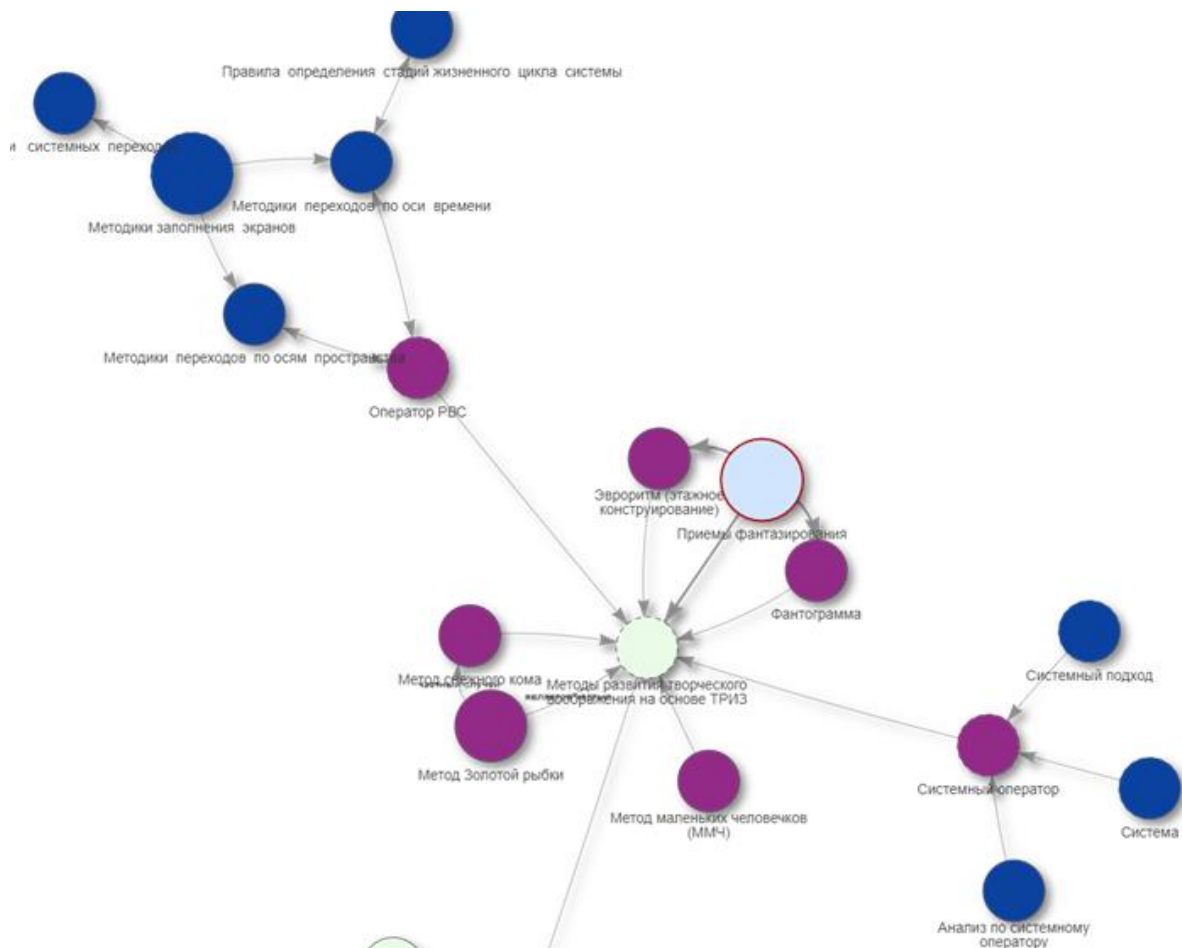 Правила определения стадий жизненного цикла системы
и системных переход
Методики переходов по оси времени
Методики заполнения экранов
Методики переходов по осям пространства
Оператор РВС
Эвроритм (этажное
конструирование)
Приемы фантазирования
Фантограмма
Метод снежного кома
Методы развития творческого
воображения на основе ТРИЗ
Системный подход
Метод Золотой рыбки
Системный оператор
Метод маленьких человечков
(ММЧ)
Система
Анализ по системному
оператору